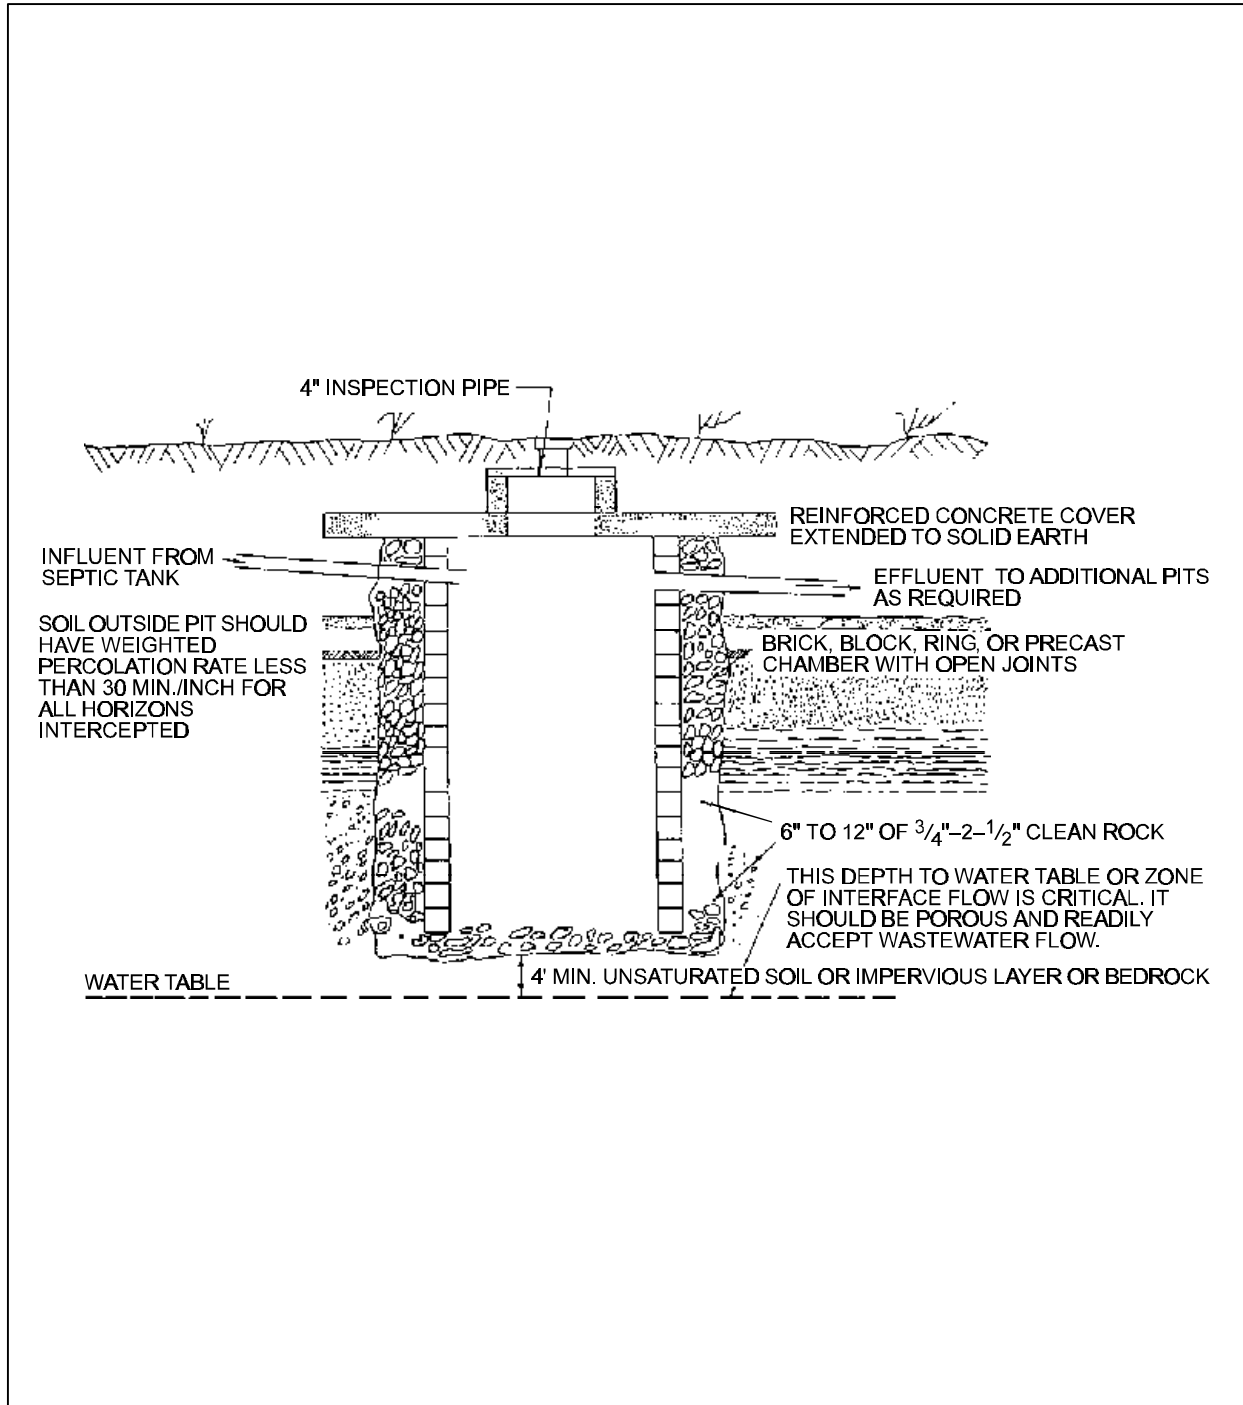 4" INSPECTION PIPE
REINFORCED CONCRETE COVER
EXTENDED TO SOLID EARTH
INFLUENT FROM
SEPTIC TANK
EFFLUENT TO ADDITIONAL PITS
AS REQUIRED
SOIL OUTSIDE PIT SHOULD
HAVE WEIGHTED
PERCOLATION RATE LESS
THAN 30 MIN./INCH FOR
ALL HORIZONS
INTERCEPTED
BRICK, BLOCK, RING, OR PRECAST
CHAMBER WITH OPEN JOINTS
6" TO 12" OF 3/4"–2–1/2" CLEAN ROCK
THIS DEPTH TO WATER TABLE OR ZONE
OF INTERFACE FLOW IS CRITICAL. IT
SHOULD BE POROUS AND READILY
ACCEPT WASTEWATER FLOW.
4' MIN. UNSATURATED SOIL OR IMPERVIOUS LAYER OR BEDROCK
WATER TABLE